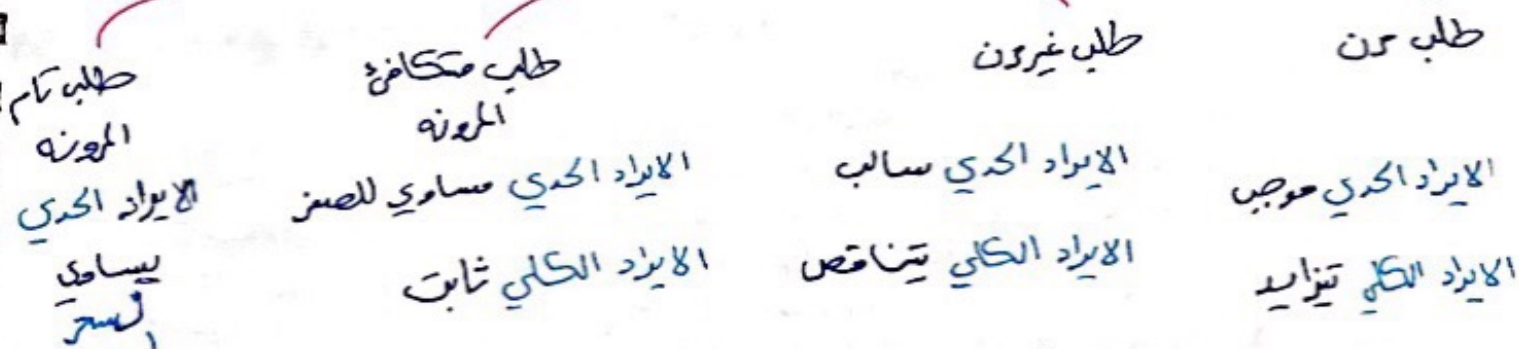 طلب مرن
الايراد الحدي موجب
الايراد الكلي تيزايد
طلب غير مرن
الايراد الحدي سالب
الايراد الكلي يتناقص
طلب متكافئ
المرونه
الايراد الحدي مساوي للصفر
الايراد الكلي ثابت
طلب تام
المرونه
الايراد الحدي
يساوي
السعر